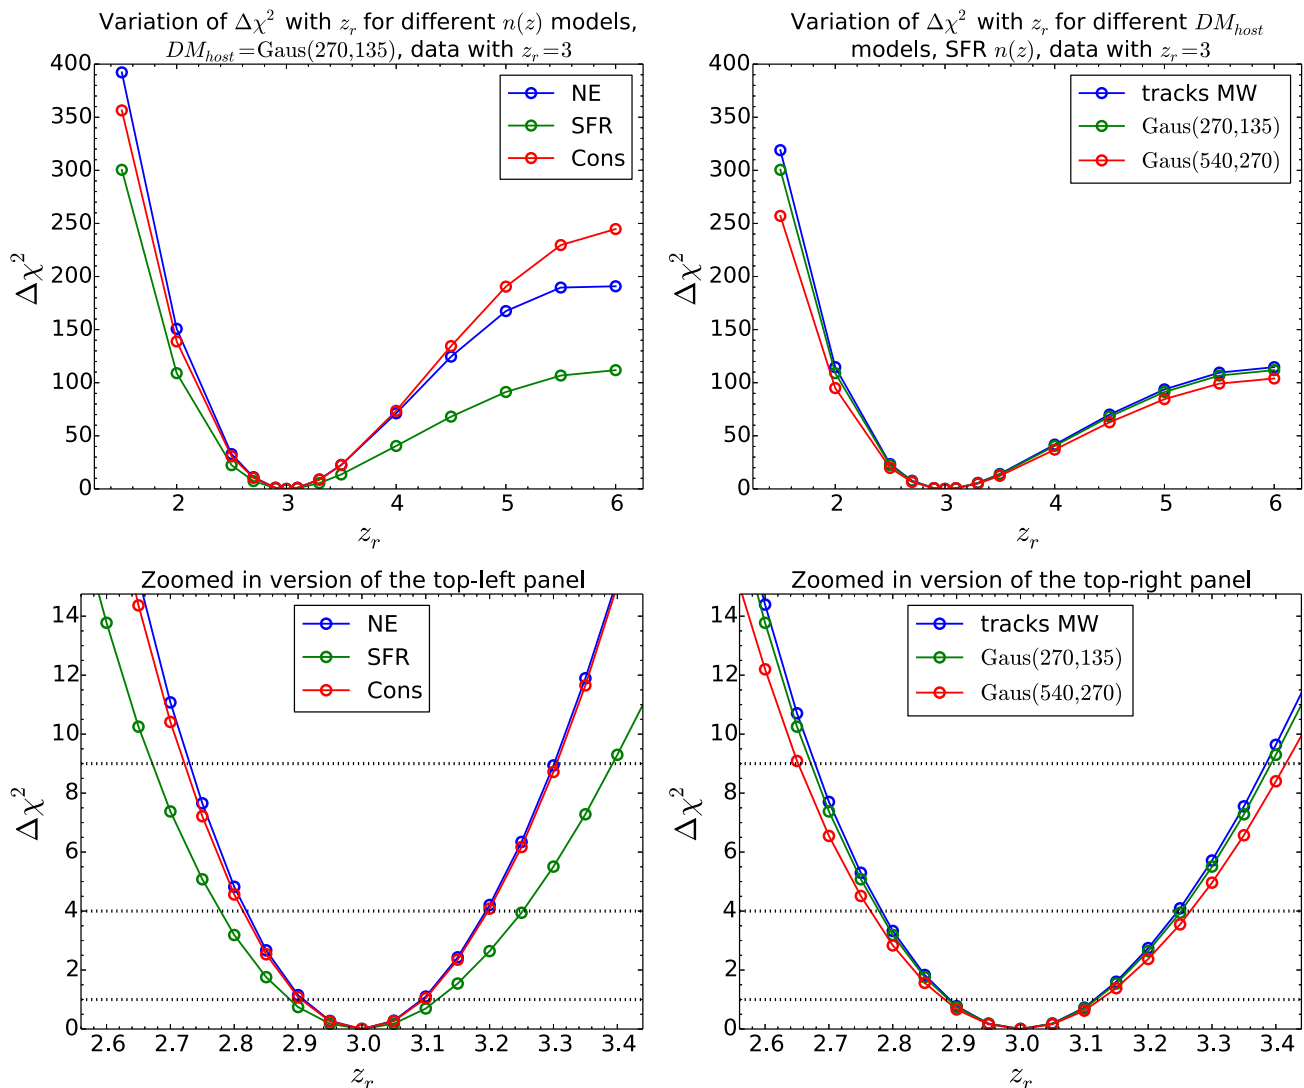 Variation of Δχ² with z_r for different n(z) models,
DM_host=Gaus(270,135), data with z_r=3
400
350
300
250
200
150
100
50
0
Δχ²
NE
SFR
Cons
2 3 4 5 6
z_r
Variation of Δχ² with z_r for different DM_host
models, SFR n(z), data with z_r=3
400
350
300
250
200
150
100
50
0
Δχ²
tracks MW
Gaus(270,135)
Gaus(540,270)
2 3 4 5 6
z_r
Zoomed in version of the top-left panel
14
12
10
8
6
4
2
0
Δχ²
NE
SFR
Cons
2.6 2.7 2.8 2.9 3.0 3.1 3.2 3.3 3.4
z_r
Zoomed in version of the top-right panel
14
12
10
8
6
4
2
0
Δχ²
tracks MW
Gaus(270,135)
Gaus(540,270)
2.6 2.7 2.8 2.9 3.0 3.1 3.2 3.3 3.4
z_r